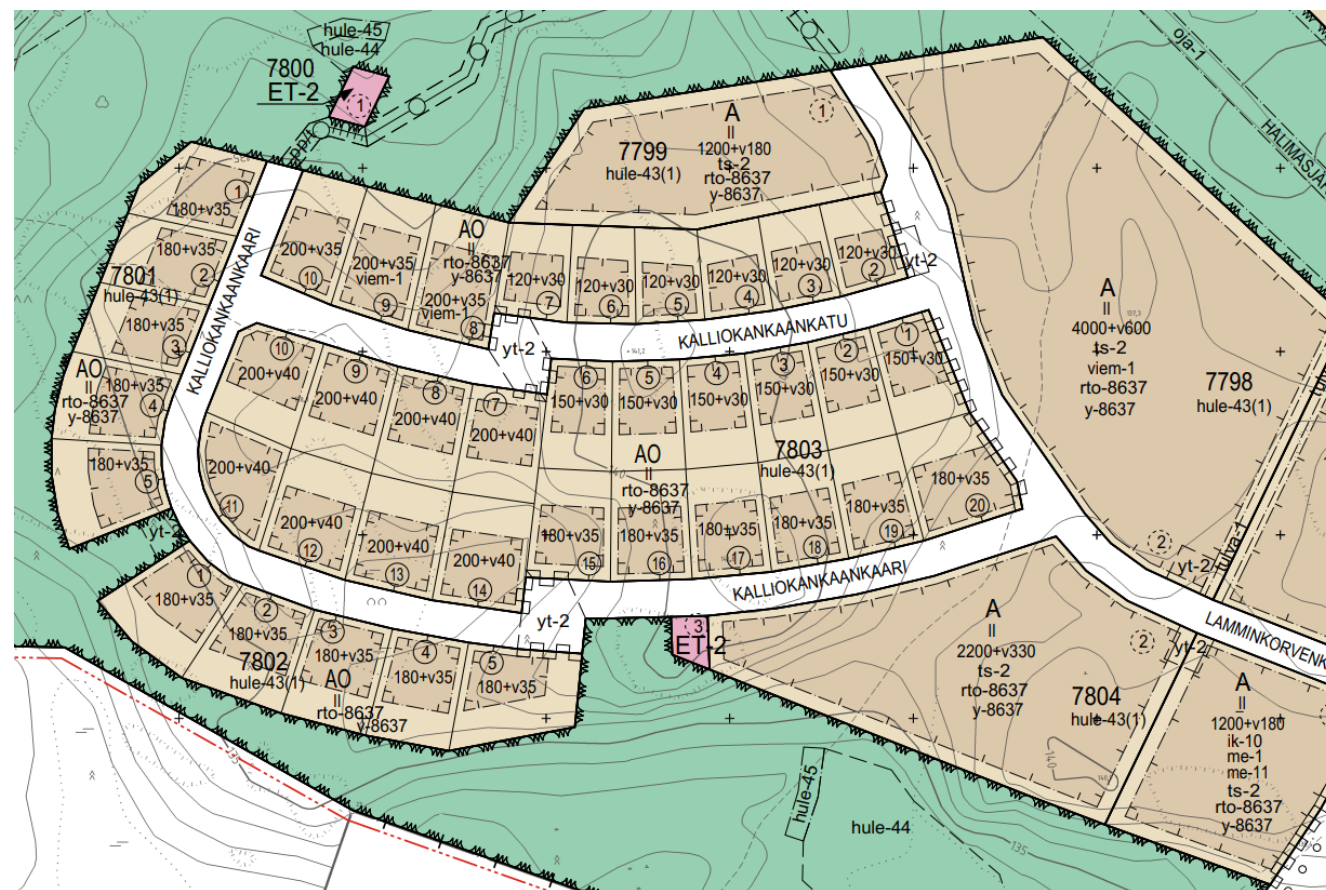 hule-45
hule-44
7800
ET-2
1
pp/t
oja-1
HALIMASJÄR
A
II
1200+v180
ts-2
rto-8637
y-8637
7799
hule-43(1)
1
135
1
180+v35
180+v35
2
7801
hule-43(1)
180+v35
3
AO
II
180+v35
rto-8637
4
y-8637
180+v35
5
yt-2
KALLIOKANKAANKAARI
200+v35
10
200+v35
viem-1
9
AO
II
rto-8637
y-8637
200+v35
viem-1
8
120+v30
7
120+v30
6
120+v30
5
120+v30
4
120+v30
3
120+v30
2
yt-2
yt-2
+141,2
KALLIOKANKAANKATU
A
II
137,3
4000+v600
ts-2
viem-1
rto-8637
y-8637
7798
hule-43(1)
10
200+v40
9
200+v40
8
200+v40
7
200+v40
6
150+v30
5
150+v30
4
150+v30
3
150+v30
2
150+v30
1
150+v30
AO
II
140
rto-8637
y-8637
7803
hule-43(1)
200+v40
11
200+v40
12
200+v40
13
200+v40
14
180+v35
15
180+v35
16
180+v35
17
180+v35
18
180+v35
19
180+v35
20
KALLIOKANKAANKAARI
yt-2
2
yt-2
tulva-1
LAMMINKORVENK
1
180+v35
2
180+v35
7802
hule-43(1)
3
180+v35
AO
II
rto-8637
y-8637
4
180+v35
5
180+v35
3
ET-2
A
II
2200+v330
ts-2
rto-8637
y-8637
2
7804
hule-43(1)
140
yt-2
A
II
1200+v180
ik-10
me-1
me-11
ts-2
rto-8637
y-8637
135
hule-45
hule-44
135